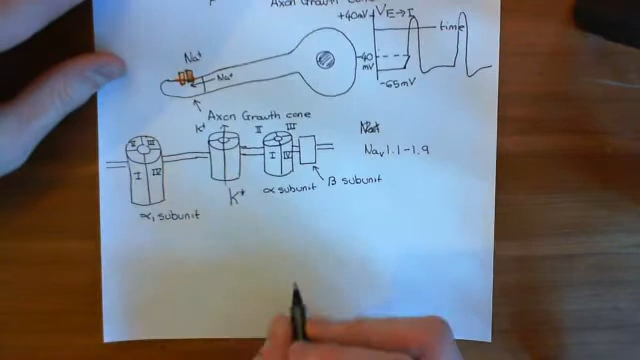 Axon Growth Cone
+40mV
VE→I
time
-40
mV
-65mV
Na+
Na+
Axon Growth cone
K+
II
III
II
III
I
IV
I
IV
α1 subunit
K+
α subunit
β subunit
Nav1.1-1.9